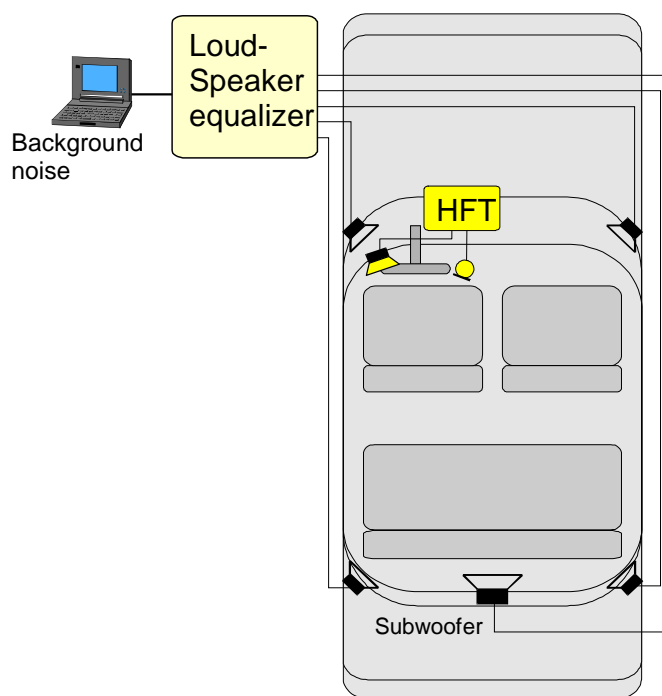 Loud-
Speaker
equalizer
Background
noise
HFT
Subwoofer